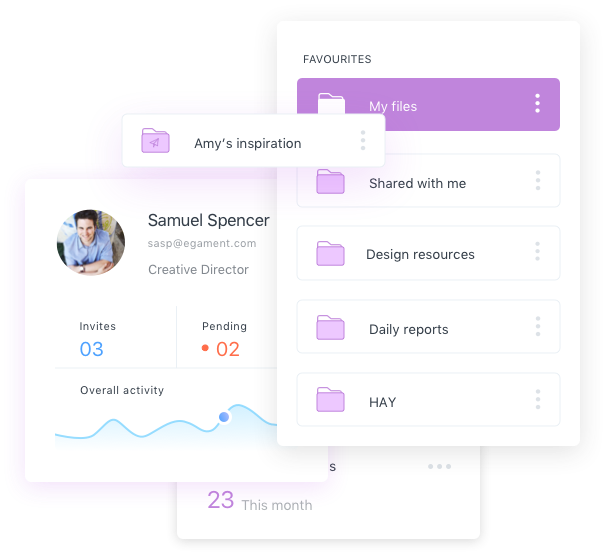 FAVOURITES
My files
Amy's inspiration
Shared with me
Samuel Spencer
sasp@egament.com
Creative Director
Design resources
Invites
Pending
03
02
Daily reports
Overall activity
HAY
s
23 This month